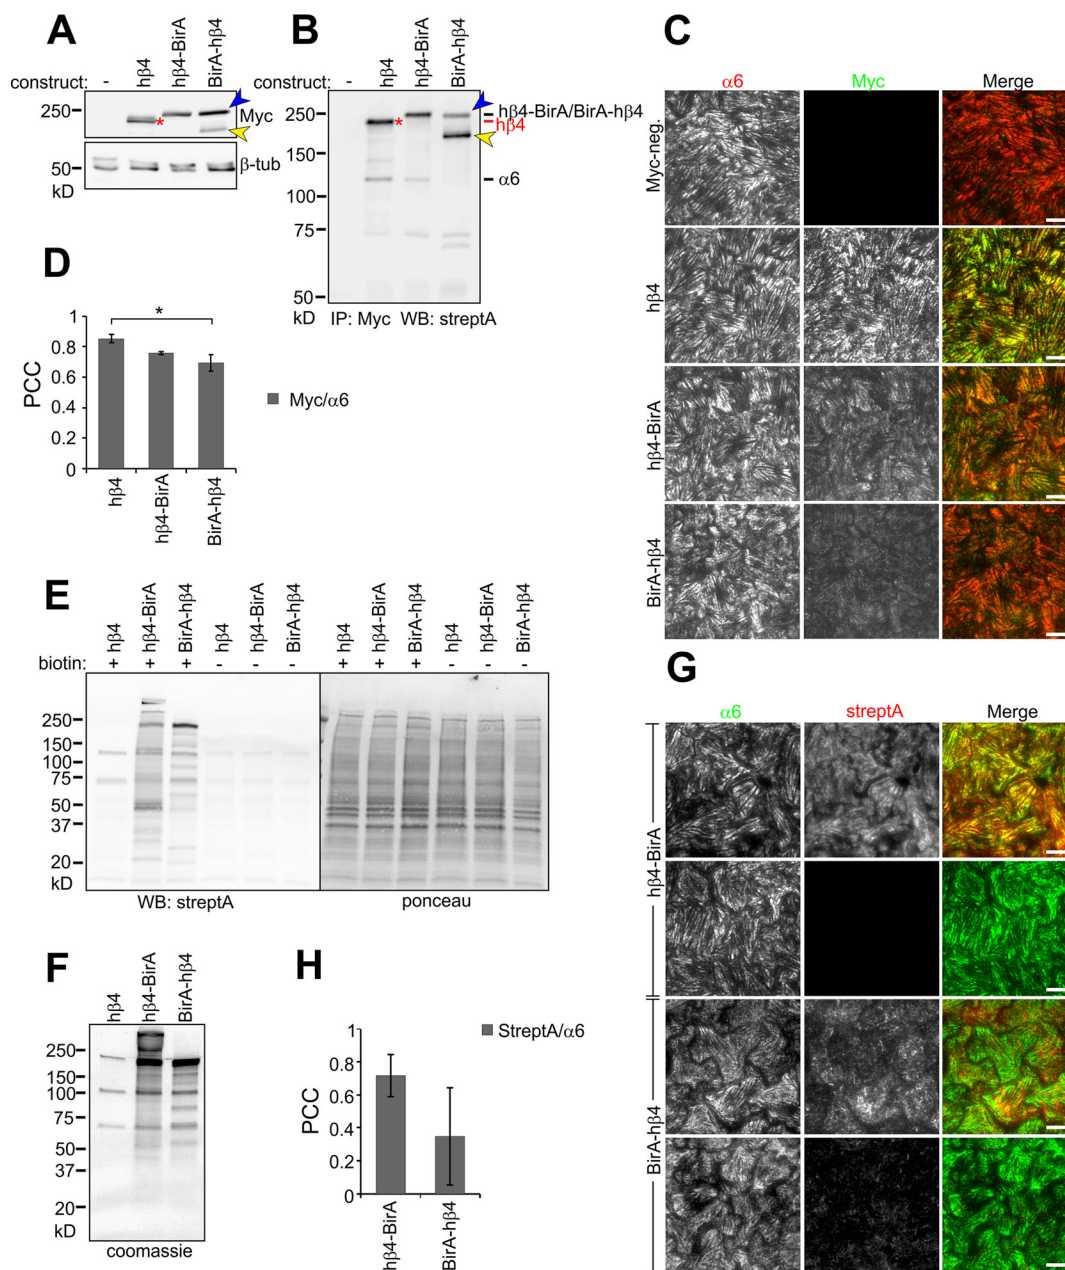 A
construct:
-
hβ4
hβ4-BirA
BirA-hβ4
250
Myc
*
50
β-tub
kD
B
construct:
-
hβ4
hβ4-BirA
BirA-hβ4
250
150
100
75
50
kD
*
hβ4-BirA/BirA-hβ4
hβ4
α6
IP: Myc WB: streptA
C
α6 Myc Merge
Myc-neg.
hβ4
hβ4-BirA
BirA-hβ4
D
PCC
1
0.8
0.6
0.4
0.2
0
*
hβ4
hβ4-BirA
BirA-hβ4
Myc/α6
E
hβ4
hβ4-BirA
BirA-hβ4
hβ4
hβ4-BirA
BirA-hβ4
hβ4
hβ4-BirA
BirA-hβ4
hβ4
hβ4-BirA
BirA-hβ4
biotin: + + + - - - + + + - - -
250
150
100
75
50
37
20
kD
WB: streptA
ponceau
F
hβ4
hβ4-BirA
BirA-hβ4
250
150
100
75
50
37
20
kD
coomassie
G
α6 streptA Merge
hβ4-BirA
BirA-hβ4
H
PCC
1
0.8
0.6
0.4
0.2
0
hβ4-BirA
BirA-hβ4
StreptA/α6